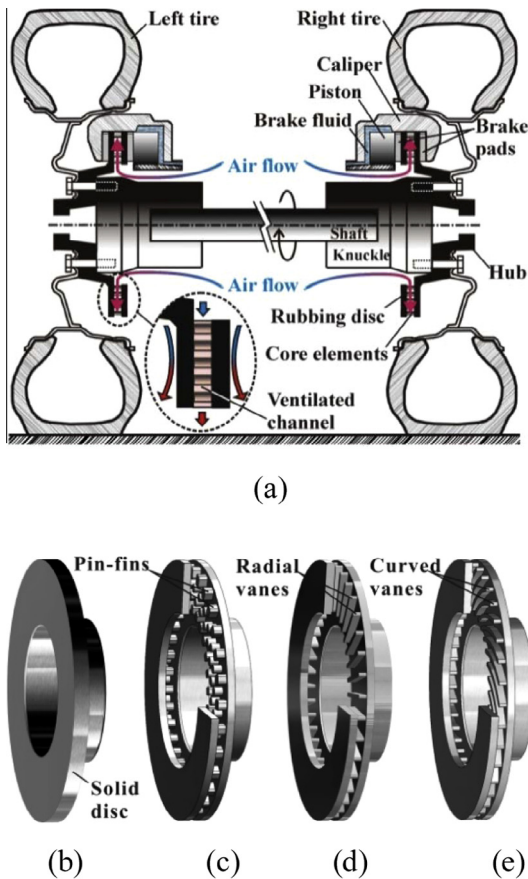 Left tire
Right tire
Caliper
Piston
Brake fluid
Brake
pads
Air flow
Shaft
Knuckle
Hub
Air flow
Rubbing disc
Core elements
Ventilated
channel
(a)
Pin-fins
Radial
vanes
Curved
vanes
Solid
disc
(b)
(c)
(d)
(e)